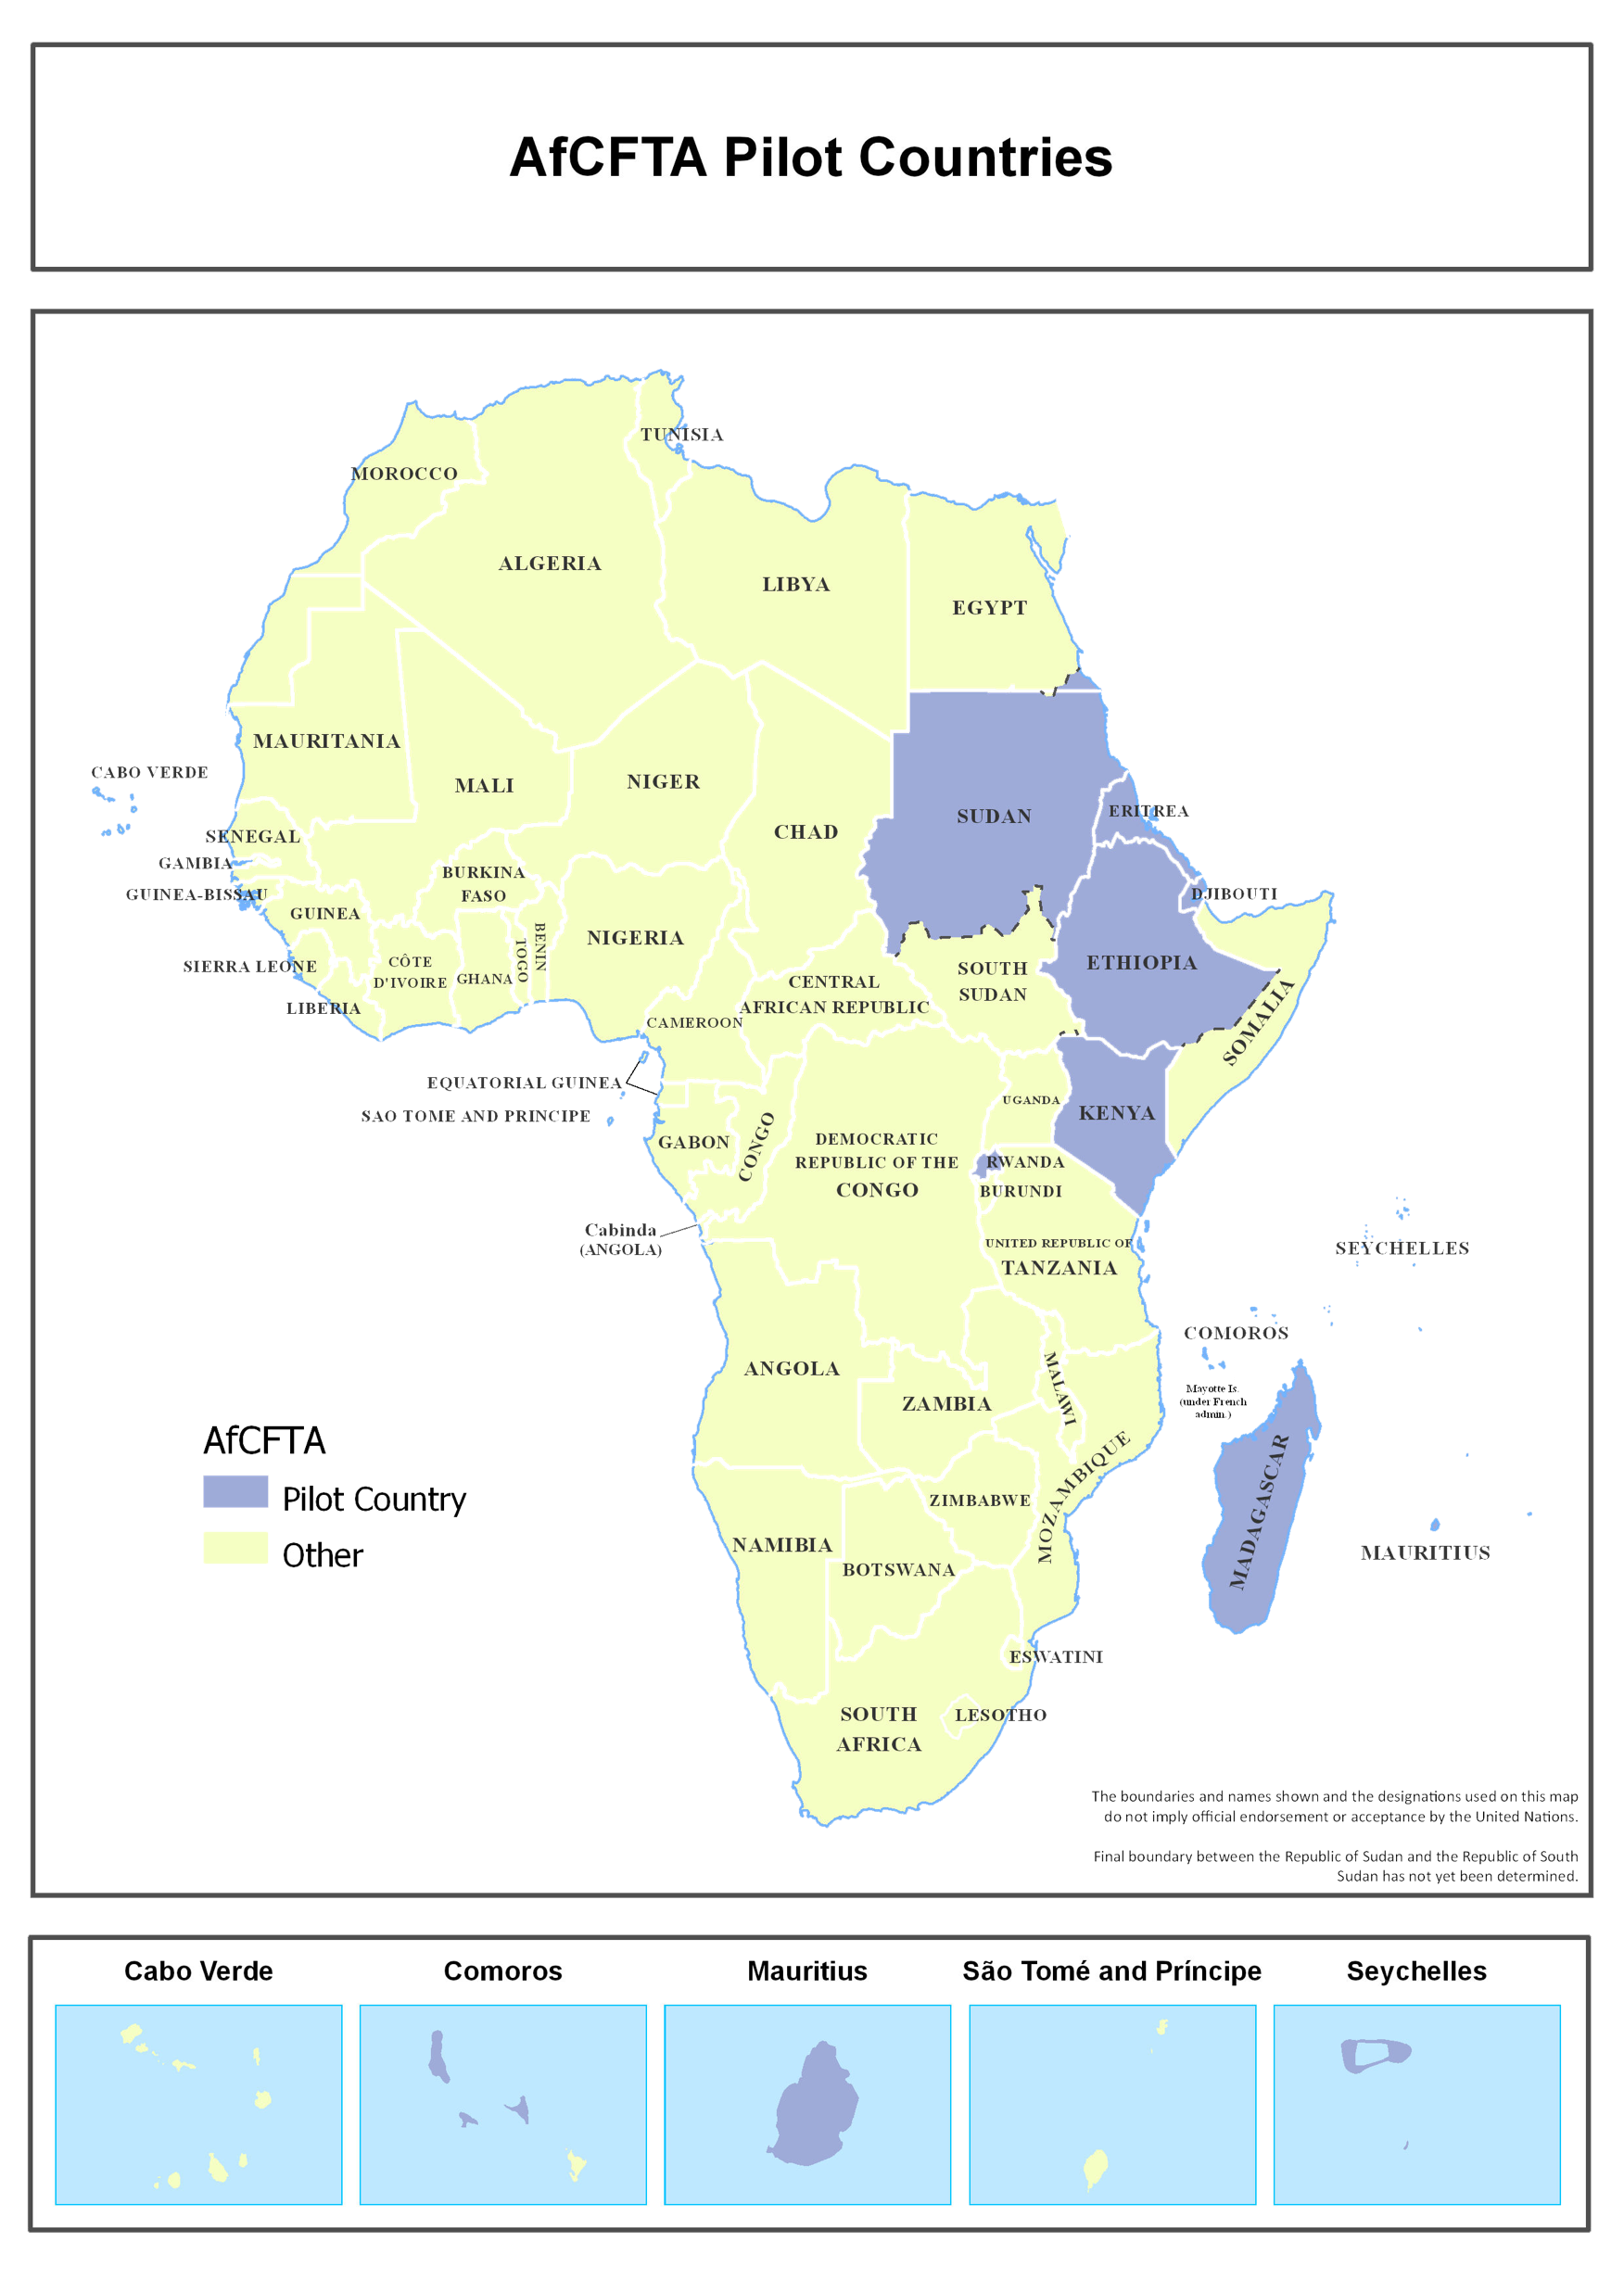 AfCFTA Pilot Countries
TUNISIA
MOROCCO
ALGERIA
LIBYA
EGYPT
MAURITANIA
CABO VERDE
MALI
NIGER
CHAD
SUDAN
ERITREA
SENEGAL
GAMBIA
GUINEA-BISSAU
GUINEA
BURKINA
FASO
DJIBOUTI
NIGERIA
BENIN
TOGO
SIERRA LEONE
CÔTE
D'IVOIRE
GHANA
LIBERIA
CENTRAL
AFRICAN REPUBLIC
SOUTH
SUDAN
ETHIOPIA
SOMALIA
CAMEROON
EQUATORIAL GUINEA
SAO TOME AND PRINCIPE
GABON
CONGO
DEMOCRATIC
REPUBLIC OF THE
CONGO
UGANDA
KENYA
RWANDA
BURUNDI
Cabinda
(ANGOLA)
UNITED REPUBLIC OF
TANZANIA
SEYCHELLES
COMOROS
Mayotte Is.
(under French
admin.)
ANGOLA
ZAMBIA
MALAWI
MOZAMBIQUE
MADAGASCAR
MAURITIUS
ZIMBABWE
NAMIBIA
BOTSWANA
ESWATINI
LESOTHO
SOUTH
AFRICA
AfCFTA
Pilot Country
Other
The boundaries and names shown and the designations used on this map
do not imply official endorsement or acceptance by the United Nations.
Final boundary between the Republic of Sudan and the Republic of South
Sudan has not yet been determined.
Cabo Verde
Comoros
Mauritius
São Tomé and Príncipe
Seychelles